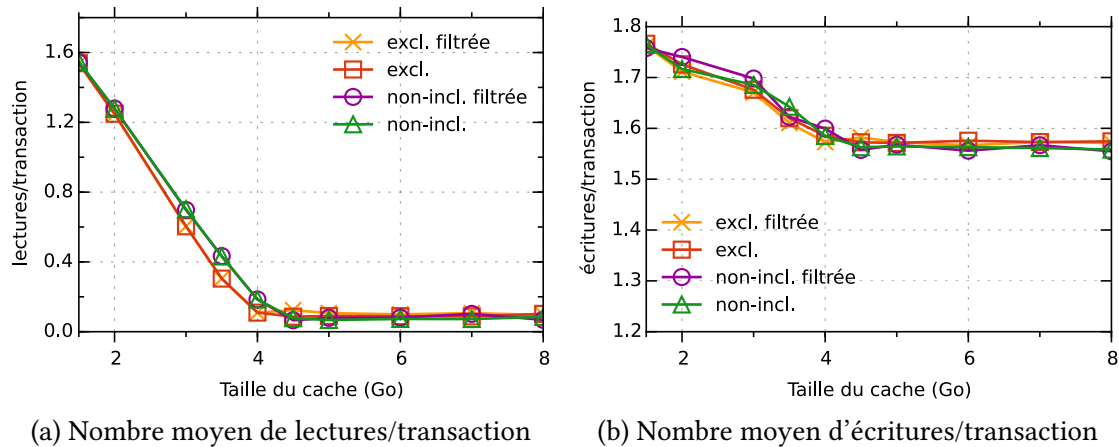 lectures/transaction
1.6
1.2
0.8
0.4
0.0
2
4
6
8
Taille du cache (Go)
excl. filtrée
excl.
non-incl. filtrée
non-incl.
(a) Nombre moyen de lectures/transaction
écritures/transaction
1.8
1.7
1.6
1.5
1.4
1.3
1.2
2
4
6
8
Taille du cache (Go)
excl. filtrée
excl.
non-incl. filtrée
non-incl.
(b) Nombre moyen d'écritures/transaction